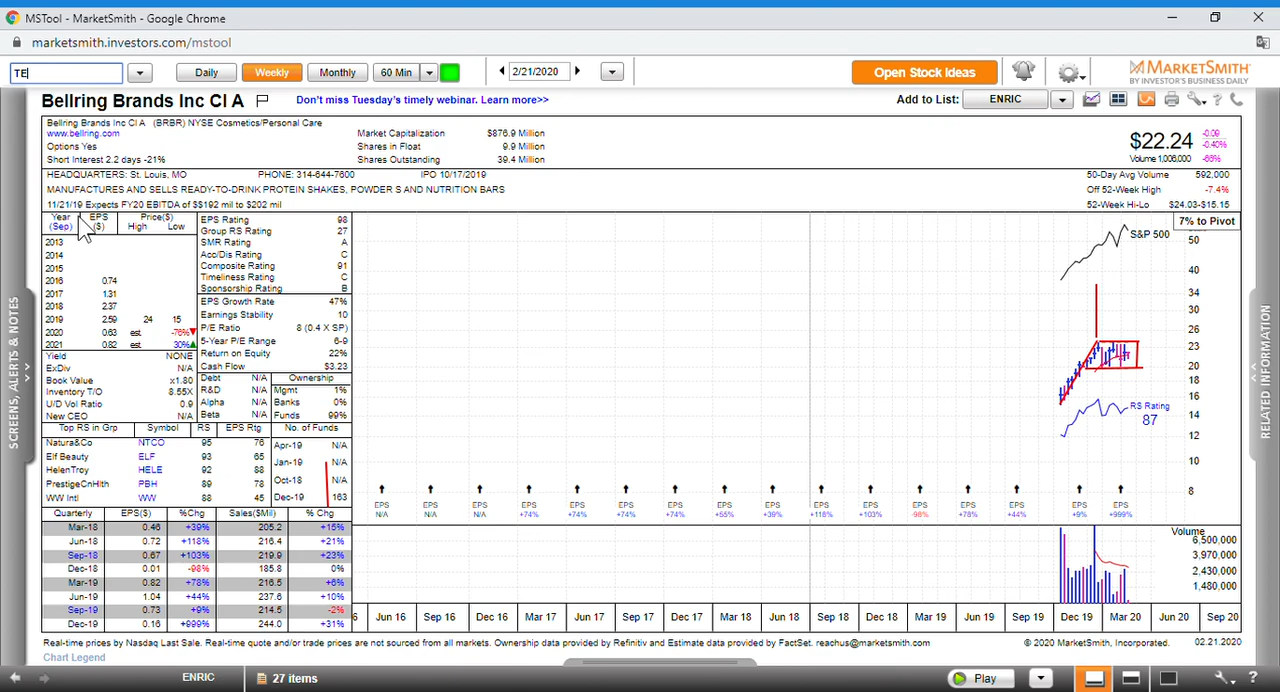 MSTool - MarketSmith - Google Chrome
marketsmith.investors.com/mstool
TE Daily Weekly Monthly 60 Min 2/21/2020 Open Stock Ideas MARKETSMITH
BY INVESTOR'S BUSINESS DAILY
Bellring Brands Inc Cl A Don't miss Tuesday's timely webinar. Learn more>> Add to List: ENRIC
Bellring Brands Inc Cl A (BRBR) NYSE Cosmetics/Personal Care
www.bellring.com Market Capitalization $876.9 Million $22.24 -0.09
Options Yes Shares in Float 9.9 Million -0.40%
Short Interest 2.2 days -21% Shares Outstanding 39.4 Million Volume 1,006,000 -66%
HEADQUARTERS: St. Louis, MO PHONE: 314-644-7600 IPO 10/17/2019 50-Day Avg Volume 592,000
MANUFACTURES AND SELLS READY-TO-DRINK PROTEIN SHAKES, POWDER S AND NUTRITION BARS Off 52-Week High -7.4%
11/21/19 Expects FY20 EBITDA of $$192 mil to $202 mil 52-Week Hi-Lo $24.03-$15.15
Year EPS Price($)
(Sep) ($) High Low
2013
2014
2015
2016 0.74
2017 1.31
2018 2.37
2019 2.59 24 15
2020 0.63 est -76%
2021 0.82 est 30%
EPS Rating 98
Group RS Rating 27
SMR Rating A
Acc/Dis Rating C
Composite Rating 91
Timeliness Rating C
Sponsorship Rating B
EPS Growth Rate 47%
Earnings Stability 10
P/E Ratio 8 (0.4 X SP)
5-Year P/E Range 6-9
Return on Equity 22%
Cash Flow $3.23
Yield NONE
ExDiv N/A
Book Value x1.80
Inventory T/O 8.55X
U/D Vol Ratio 0.9
New CEO N/A
Debt N/A
R&D N/A
Alpha N/A
Beta N/A
Ownership
Mgmt 1%
Banks 0%
Funds 99%
Top RS in Grp Symbol RS EPS Rtg
Natura&Co NTCO 95 76
Elf Beauty ELF 93 65
HelenTroy HELE 92 88
PrestigeCnHlth PBH 89 78
WW Intl WW 88 45
No. of Funds
Apr-19 N/A
Jan-19 N/A
Oct-18 N/A
Dec-19 163
Quarterly EPS($) %Chg Sales($Mil) % Chg
Mar-18 0.46 +39% 205.2 +15%
Jun-18 0.72 +118% 216.4 +21%
Sep-18 0.67 +103% 219.9 +23%
Dec-18 0.01 -98% 185.8 0%
Mar-19 0.82 +78% 216.5 +6%
Jun-19 1.04 +44% 237.6 +10%
Sep-19 0.73 +9% 214.5 -2%
Dec-19 0.16 +999% 244.0 +31%
7% to Pivot
S&P 500
50
40
34
30
26
23
20
18
16
14
12
10
8
RS Rating
87
EPS EPS EPS EPS EPS EPS EPS EPS EPS EPS EPS EPS EPS EPS EPS EPS
N/A N/A N/A +74% +74% +74% +74% +55% +39% +118% +103% -98% +78% +44% +9% +999%
Volume
6,500,000
3,970,000
2,430,000
1,480,000
6 Jun 16 Sep 16 Dec 16 Mar 17 Jun 17 Sep 17 Dec 17 Mar 18 Jun 18 Sep 18 Dec 18 Mar 19 Jun 19 Sep 19 Dec 19 Mar 20 Jun 20 Sep 20
Real-time prices by Nasdaq Last Sale. Real-time quote and/or trade prices are not sourced from all markets. Ownership data provided by Refinitiv and Estimate data provided by FactSet. reachus@marketsmith.com © 2020 MarketSmith, Incorporated. 02.21.2020
Chart Legend
SCREENS, ALERTS & NOTES
RELATED INFORMATION
ENRIC 27 items Play